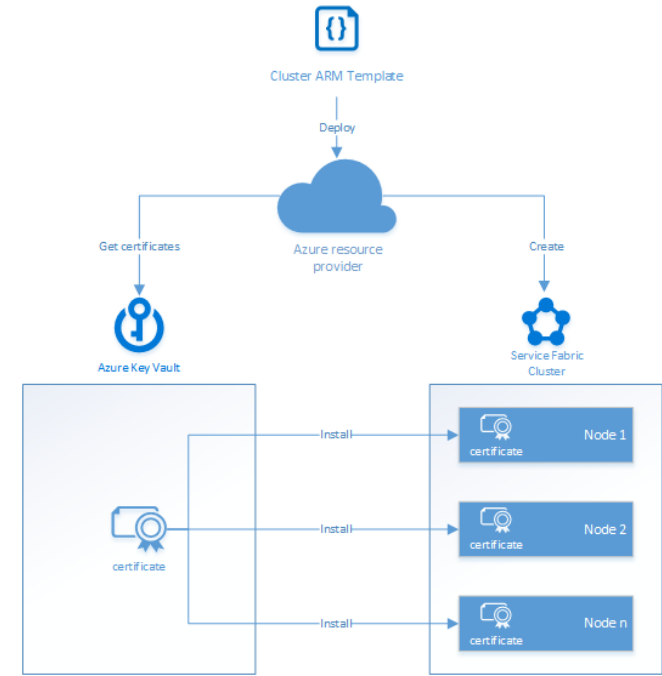 {}
Cluster ARM Template
Deploy
Azure resource
provider
Get certificates
Create
Azure Key Vault
Service Fabric
Cluster
Install
certificate
Node 1
certificate
Install
certificate
Node 2
Install
certificate
Node n